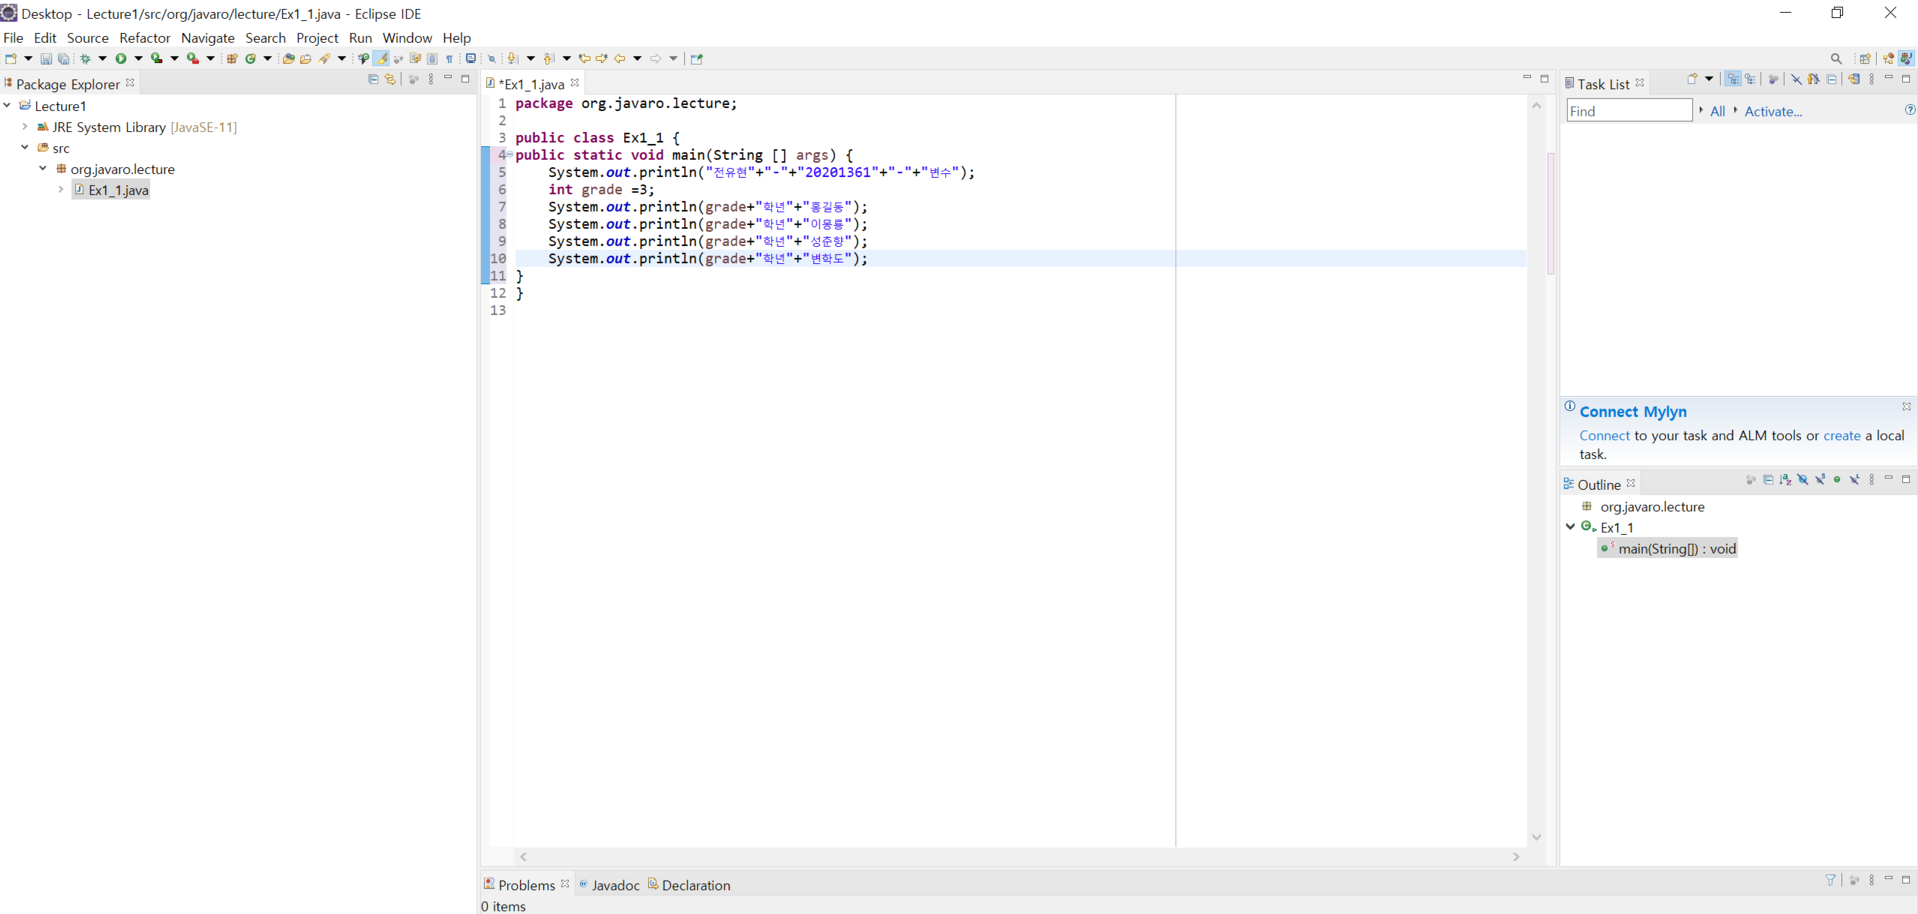 Desktop - Lecture1/src/org/javaro/lecture/Ex1_1.java - Eclipse IDE
File Edit Source Refactor Navigate Search Project Run Window Help
Package Explorer
Lecture1
JRE System Library [JavaSE-11]
src
org.javaro.lecture
Ex1_1.java
*Ex1_1.java
1 package org.javaro.lecture;
2
3 public class Ex1_1 {
4 public static void main(String [] args) {
5 System.out.println("전유현"+"-"+"20201361"+"-"+"변수");
6 int grade =3;
7 System.out.println(grade+"학년"+"홍길동");
8 System.out.println(grade+"학년"+"이몽룡");
9 System.out.println(grade+"학년"+"성춘향");
10 System.out.println(grade+"학년"+"변학도");
11 }
12 }
13
Task List
Find All Activate...
Connect Mylyn
Connect to your task and ALM tools or create a local
task.
Outline
org.javaro.lecture
Ex1_1
main(String[]) : void
Problems Javadoc Declaration
0 items